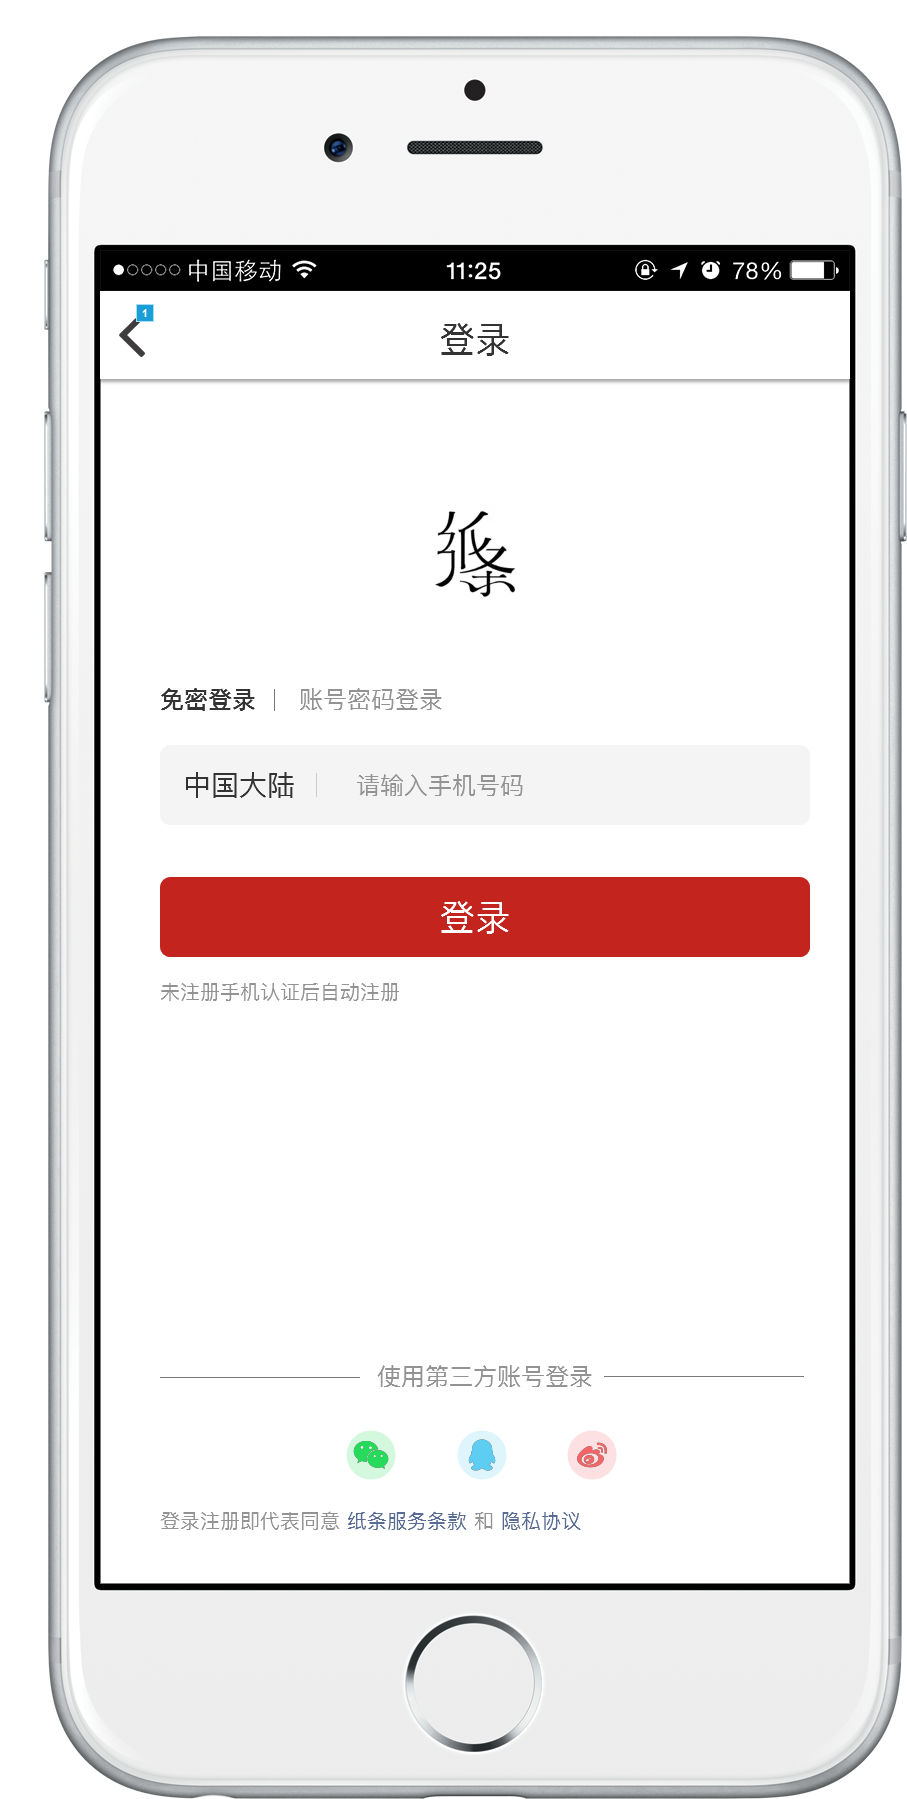 中国移动 11:25 78%
1
登录
纸条
免密登录 | 账号密码登录
中国大陆 | 请输入手机号码
登录
未注册手机认证后自动注册
使用第三方账号登录
登录注册即代表同意 纸条服务条款 和 隐私协议